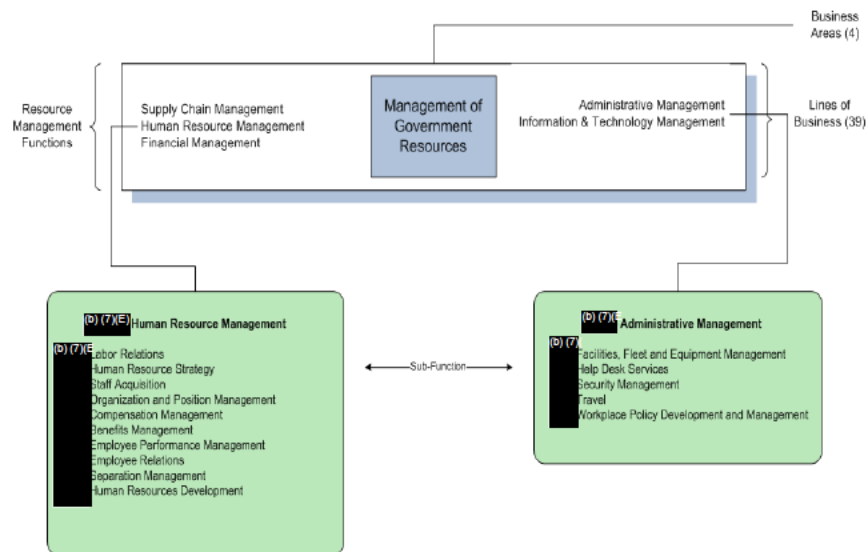 Business
Areas (4)
Resource
Management
Functions
Supply Chain Management
Human Resource Management
Financial Management
Management of
Government
Resources
Administrative Management
Information & Technology Management
Lines of
Business (39)
(b) (7)(E) Human Resource Management
(b) (7)(E
Labor Relations
Human Resource Strategy
Staff Acquisition
Organization and Position Management
Compensation Management
Benefits Management
Employee Performance Management
Employee Relations
Separation Management
Human Resources Development
Sub-Function
(b) (7)(E Administrative Management
(b) (7)(
Facilities, Fleet and Equipment Management
Help Desk Services
Security Management
Travel
Workplace Policy Development and Management